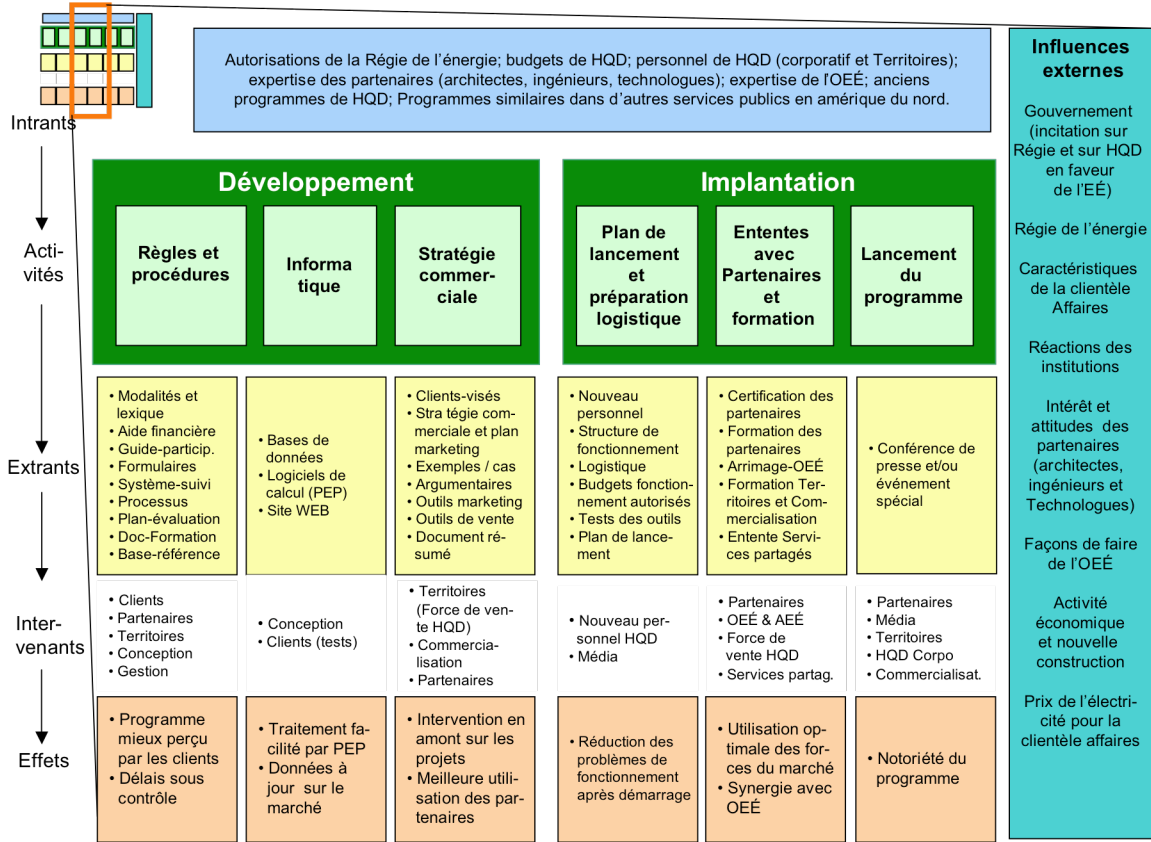 Intrants
Autorisations de la Régie de l'énergie; budgets de HQD; personnel de HQD (corporatif et Territoires);
expertise des partenaires (architectes, ingénieurs, technologues); expertise de l'OEÉ; anciens
programmes de HQD; Programmes similaires dans d'autres services publics en amérique du nord.
Acti-
vités
Développement
Règles et
procédures
Informa
tique
Stratégie
commer-
ciale
Implantation
Plan de
lancement
et
préparation
logistique
Ententes
avec
Partenaires
et
formation
Lancement
du
programme
Extrants
• Modalités et
lexique
• Aide financière
• Guide-particip.
• Formulaires
• Système-suivi
• Processus
• Plan-évaluation
• Doc-Formation
• Base-référence
• Bases de
données
• Logiciels de
calcul (PEP)
• Site WEB
• Clients-visés
• Stra tégie com-
merciale et plan
marketing
• Exemples / cas
• Argumentaires
• Outils marketing
• Outils de vente
• Document ré-
sumé
• Nouveau
personnel
• Structure de
fonctionnement
• Logistique
• Budgets fonction-
nement autorisés
• Tests des outils
• Plan de lance-
ment
• Certification des
partenaires
• Formation des
partenaires
• Arrimage-OEÉ
• Formation Terri-
toires et Com-
mercialisation
• Entente Servi-
ces partagés
• Conférence de
presse et/ou
événement
spécial
Inter-
venants
• Clients
• Partenaires
• Territoires
• Conception
• Gestion
• Conception
• Clients (tests)
• Territoires
(Force de ven-
te HQD)
• Commercia-
lisation
• Partenaires
• Nouveau per-
sonnel HQD
• Média
• Partenaires
• OEÉ & AEÉ
• Force de
vente HQD
• Services partag.
• Partenaires
• Média
• Territoires
• HQD Corpo
• Commercialisat.
Effets
• Programme
mieux perçu
par les clients
• Délais sous
contrôle
• Traitement fa-
cilité par PEP
• Données à
jour sur le
marché
• Intervention en
amont sur les
projets
• Meilleure utili-
sation des par-
tenaires
• Réduction des
problèmes de
fonctionnement
après démarrage
• Utilisation op-
timale des for-
ces du marché
• Synergie avec
OEÉ
• Notoriété du
programme
Influences
externes
Gouvernement
(incitation sur
Régie et sur HQD
en faveur
de l'EÉ)
Régie de l'énergie
Caractéristiques
de la clientèle
Affaires
Réactions des
institutions
Intérêt et
attitudes des
partenaires
(architectes,
ingénieurs et
Technologues)
Façons de faire
de l'OEÉ
Activité
économique
et nouvelle
construction
Prix de l'électri-
cité pour la
clientèle affaires